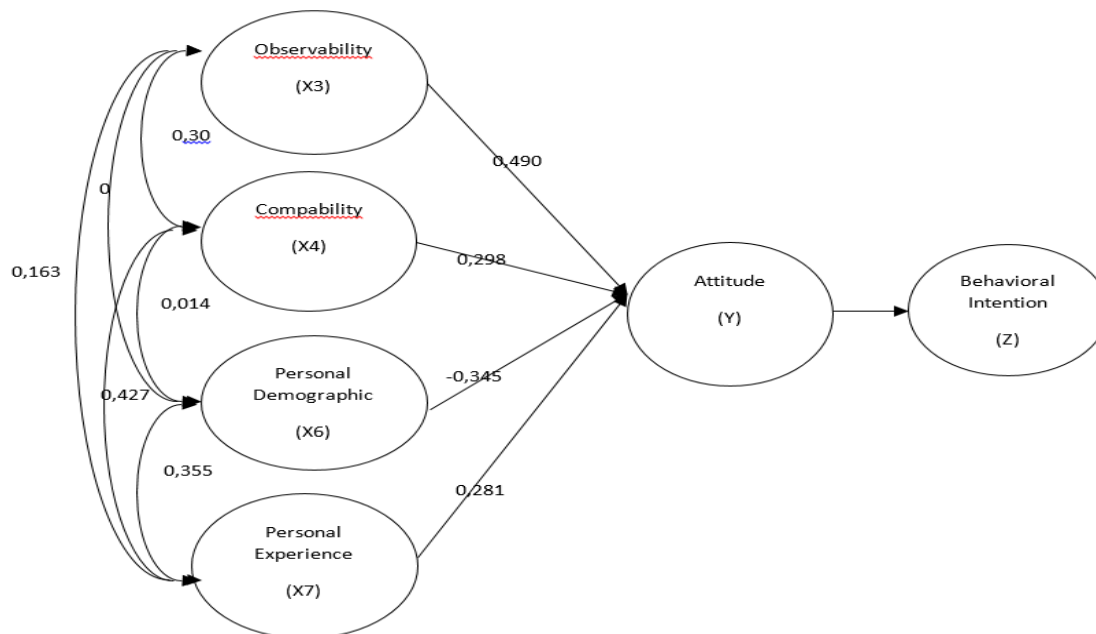 Observability
(X3)
0,30
0,490
0
Compability
(X4)
0,298
0,163
0,014
Attitude
(Y)
Behavioral
Intention
(Z)
Personal
Demographic
(X6)
-0,345
0,427
0,355
0,281
Personal
Experience
(X7)